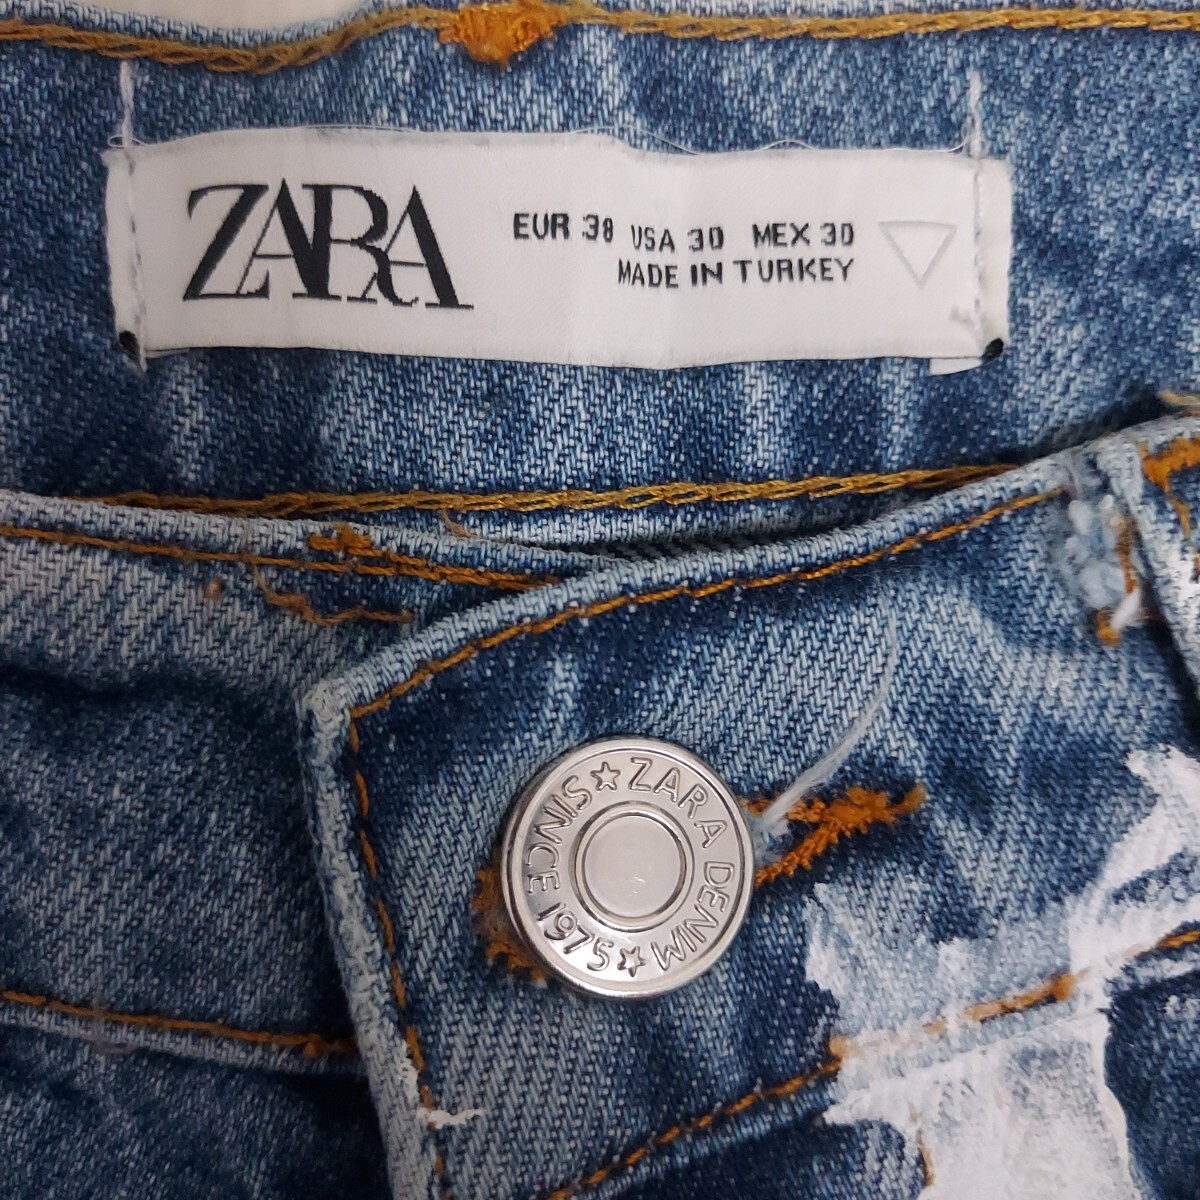 ZARA
EUR 38 USA 30 MEX 30
MADE IN TURKEY
ZARA DENIM
SINCE 1975